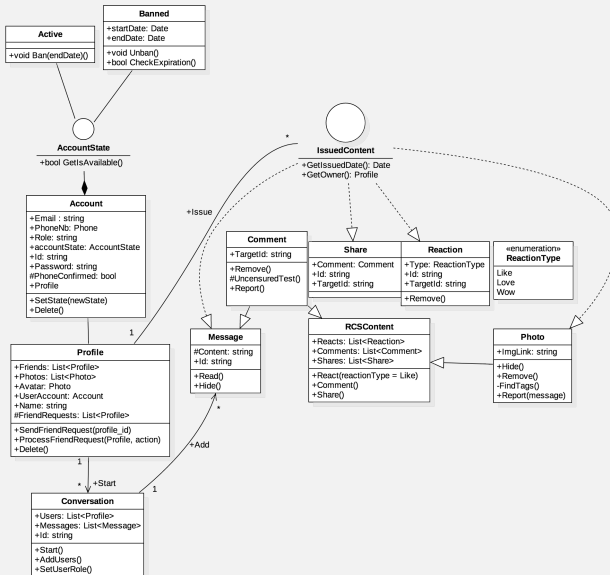 Active
+void Ban(endDate)()
Banned
+startDate: Date
+endDate: Date
+void Unban()
+bool CheckExpiration()
AccountState
+bool GetIsAvailable()
*
IssuedContent
+GetIssuedDate(): Date
+GetOwner(): Profile
Account
+Email : string
+PhoneNb: Phone
+Role: string
+accountState: AccountState
+Id: string
+Password: string
#PhoneConfirmed: bool
+Profile
+SetState(newState)
+Delete()
+Issue
1
Comment
+TargetId: string
+Remove()
#UncensuredTest()
+Report()
Share
+Comment: Comment
+Id: string
+TargetId: string
Reaction
+Type: ReactionType
+Id: string
+TargetId: string
+Remove()
«enumeration»
ReactionType
Like
Love
Wow
Profile
+Friends: List<Profile>
+Photos: List<Photo>
+Avatar: Photo
+UserAccount: Account
+Name: string
#FriendRequests: List<Profile>
+SendFriendRequest(profile_id)
+ProcessFriendRequest(Profile, action)
+Delete()
Message
#Content: string
+Id: string
+Read()
+Hide()
*
RCSContent
+Reacts: List<Reaction>
+Comments: List<Comment>
+Shares: List<Share>
+React(reactionType = Like)
+Comment()
+Share()
Photo
+ImgLink: string
+Hide()
+Remove()
-FindTags()
+Report(message)
1
* +Start
1
+Add
Conversation
+Users: List<Profile>
+Messages: List<Message>
+Id: string
+Start()
+AddUsers()
+SetUserRole()